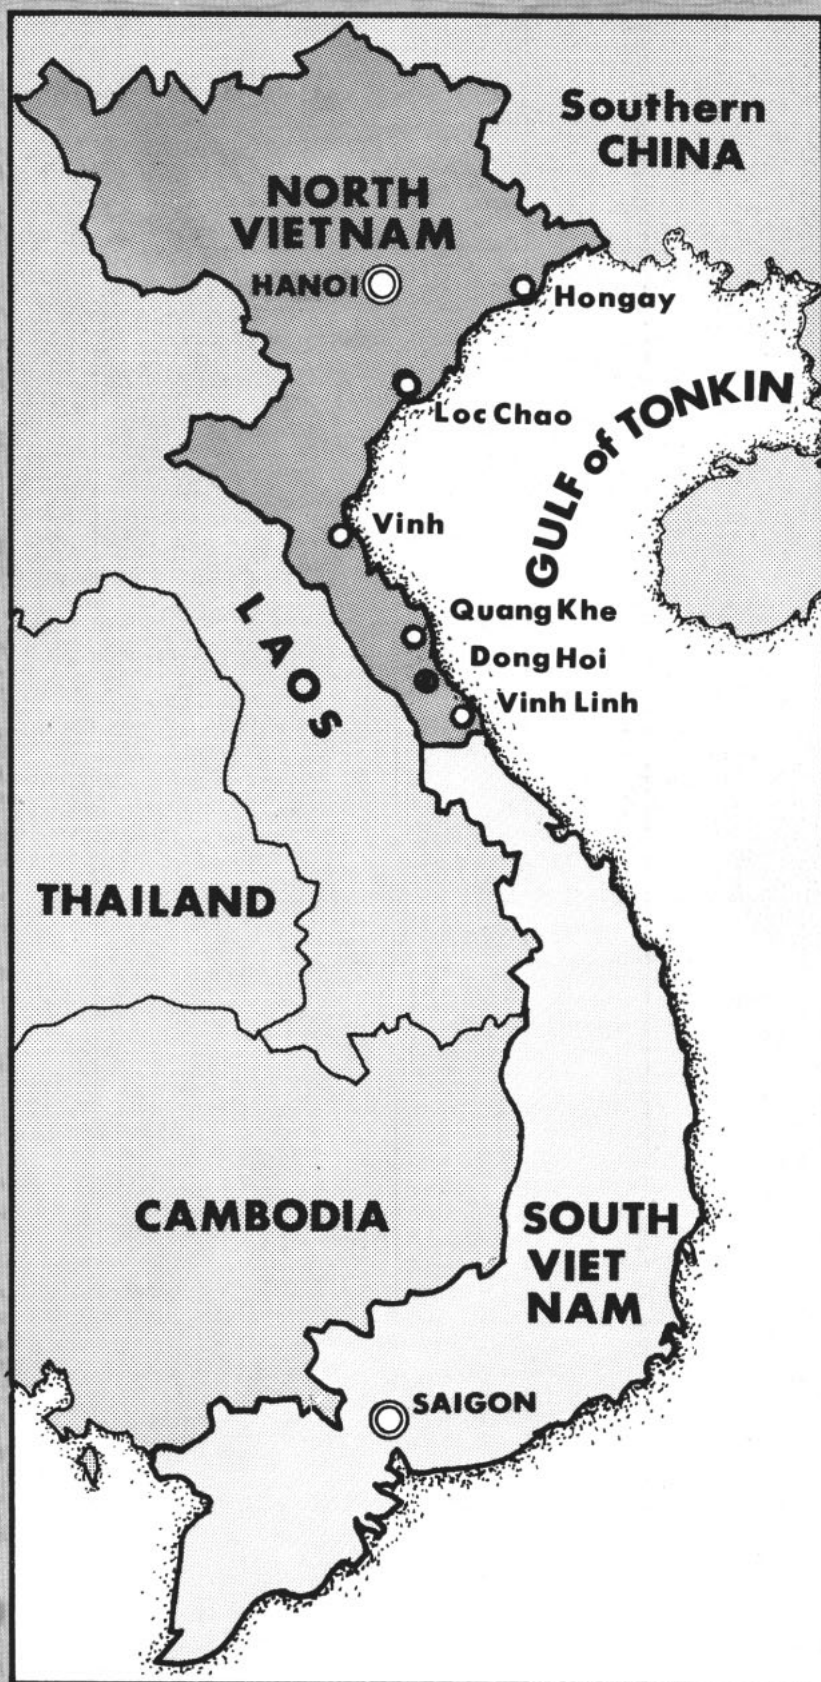 Southern
CHINA
NORTH
VIETNAM
HANOI
Hongay
Loc Chao
GULF of TONKIN
Vinh
Quang Khe
LAOS
Dong Hoi
Vinh Linh
THAILAND
CAMBODIA
SOUTH
VIET
NAM
SAIGON